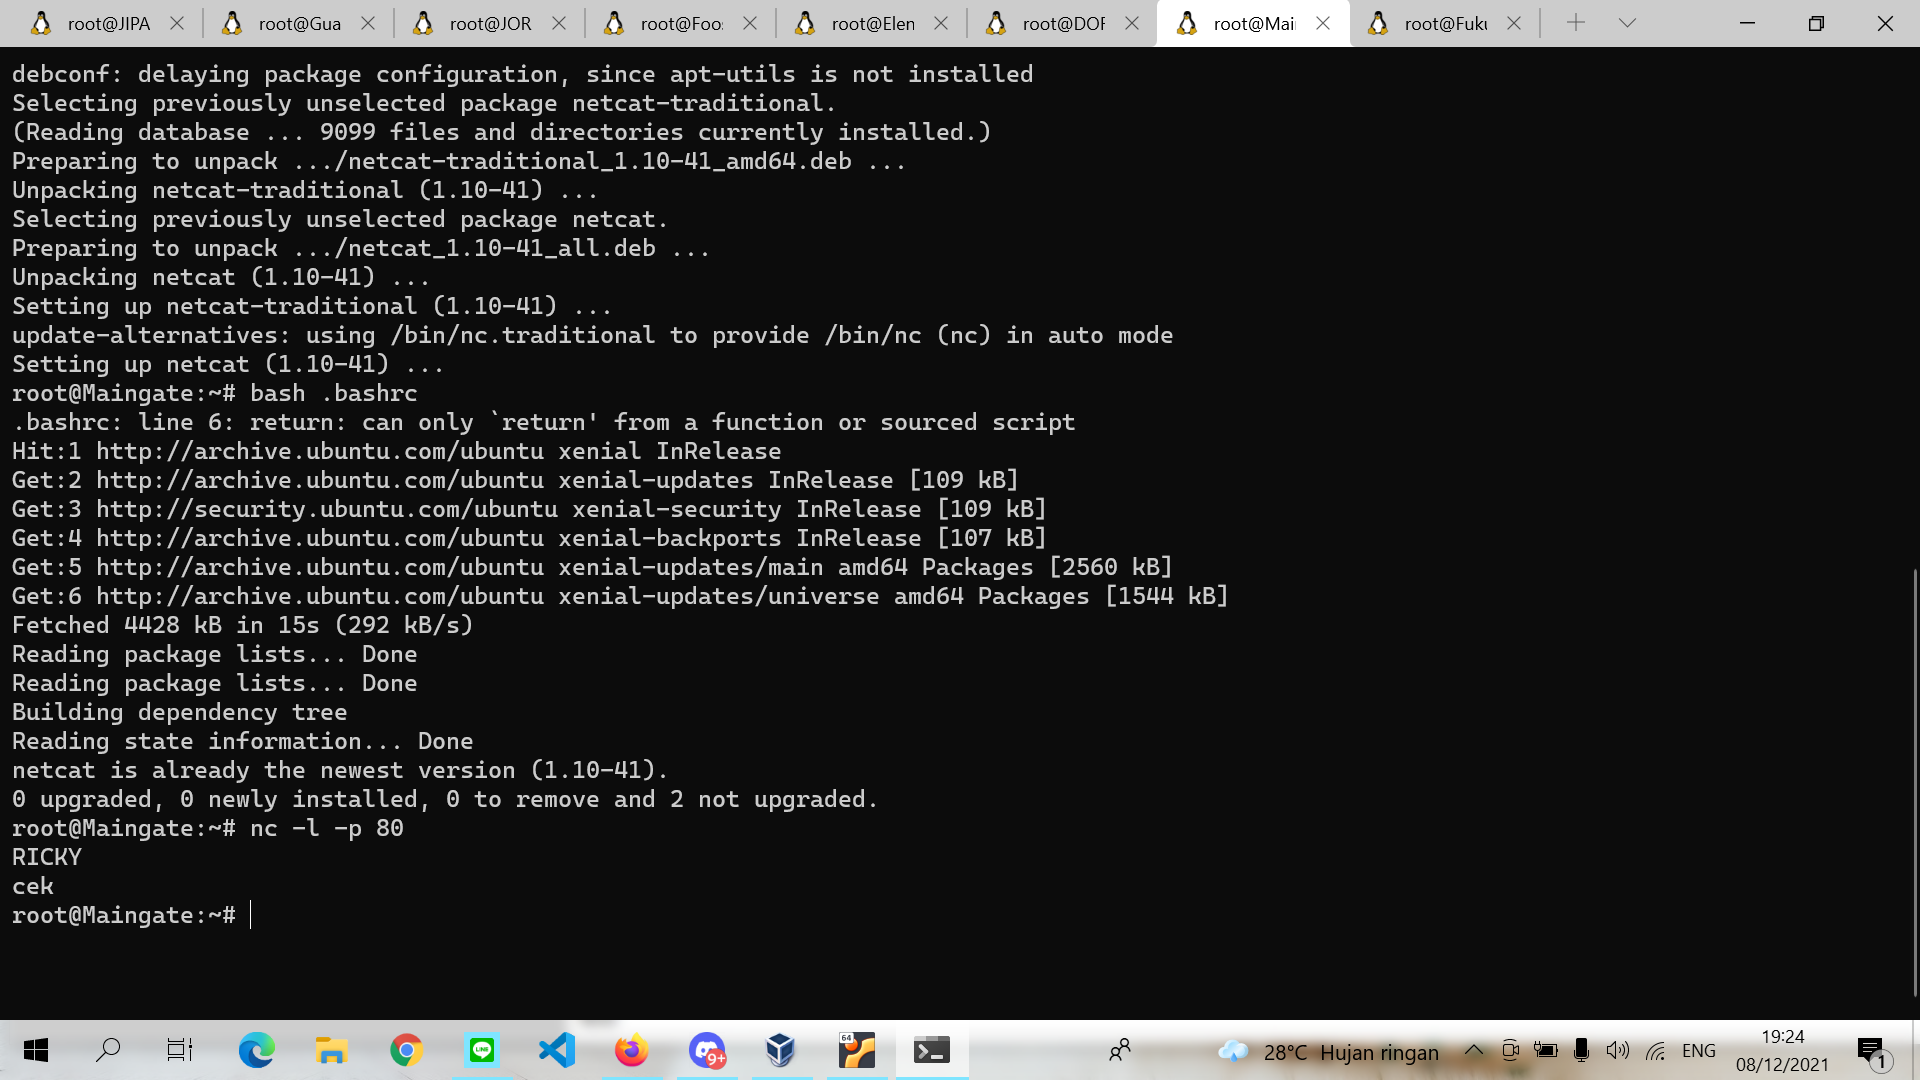 root@JIPA root@Gua root@JOR root@Foo: root@Elen root@DOF root@Mai root@Fuku
debconf: delaying package configuration, since apt-utils is not installed
Selecting previously unselected package netcat-traditional.
(Reading database ... 9099 files and directories currently installed.)
Preparing to unpack .../netcat-traditional_1.10-41_amd64.deb ...
Unpacking netcat-traditional (1.10-41) ...
Selecting previously unselected package netcat.
Preparing to unpack .../netcat_1.10-41_all.deb ...
Unpacking netcat (1.10-41) ...
Setting up netcat-traditional (1.10-41) ...
update-alternatives: using /bin/nc.traditional to provide /bin/nc (nc) in auto mode
Setting up netcat (1.10-41) ...
root@Maingate:~# bash .bashrc
.bashrc: line 6: return: can only `return' from a function or sourced script
Hit:1 http://archive.ubuntu.com/ubuntu xenial InRelease
Get:2 http://archive.ubuntu.com/ubuntu xenial-updates InRelease [109 kB]
Get:3 http://security.ubuntu.com/ubuntu xenial-security InRelease [109 kB]
Get:4 http://archive.ubuntu.com/ubuntu xenial-backports InRelease [107 kB]
Get:5 http://archive.ubuntu.com/ubuntu xenial-updates/main amd64 Packages [2560 kB]
Get:6 http://archive.ubuntu.com/ubuntu xenial-updates/universe amd64 Packages [1544 kB]
Fetched 4428 kB in 15s (292 kB/s)
Reading package lists... Done
Reading package lists... Done
Building dependency tree
Reading state information... Done
netcat is already the newest version (1.10-41).
0 upgraded, 0 newly installed, 0 to remove and 2 not upgraded.
root@Maingate:~# nc -l -p 80
RICKY
cek
root@Maingate:~#
LINE 9+ 64 28°C Hujan ringan ENG 19:24
08/12/2021 1